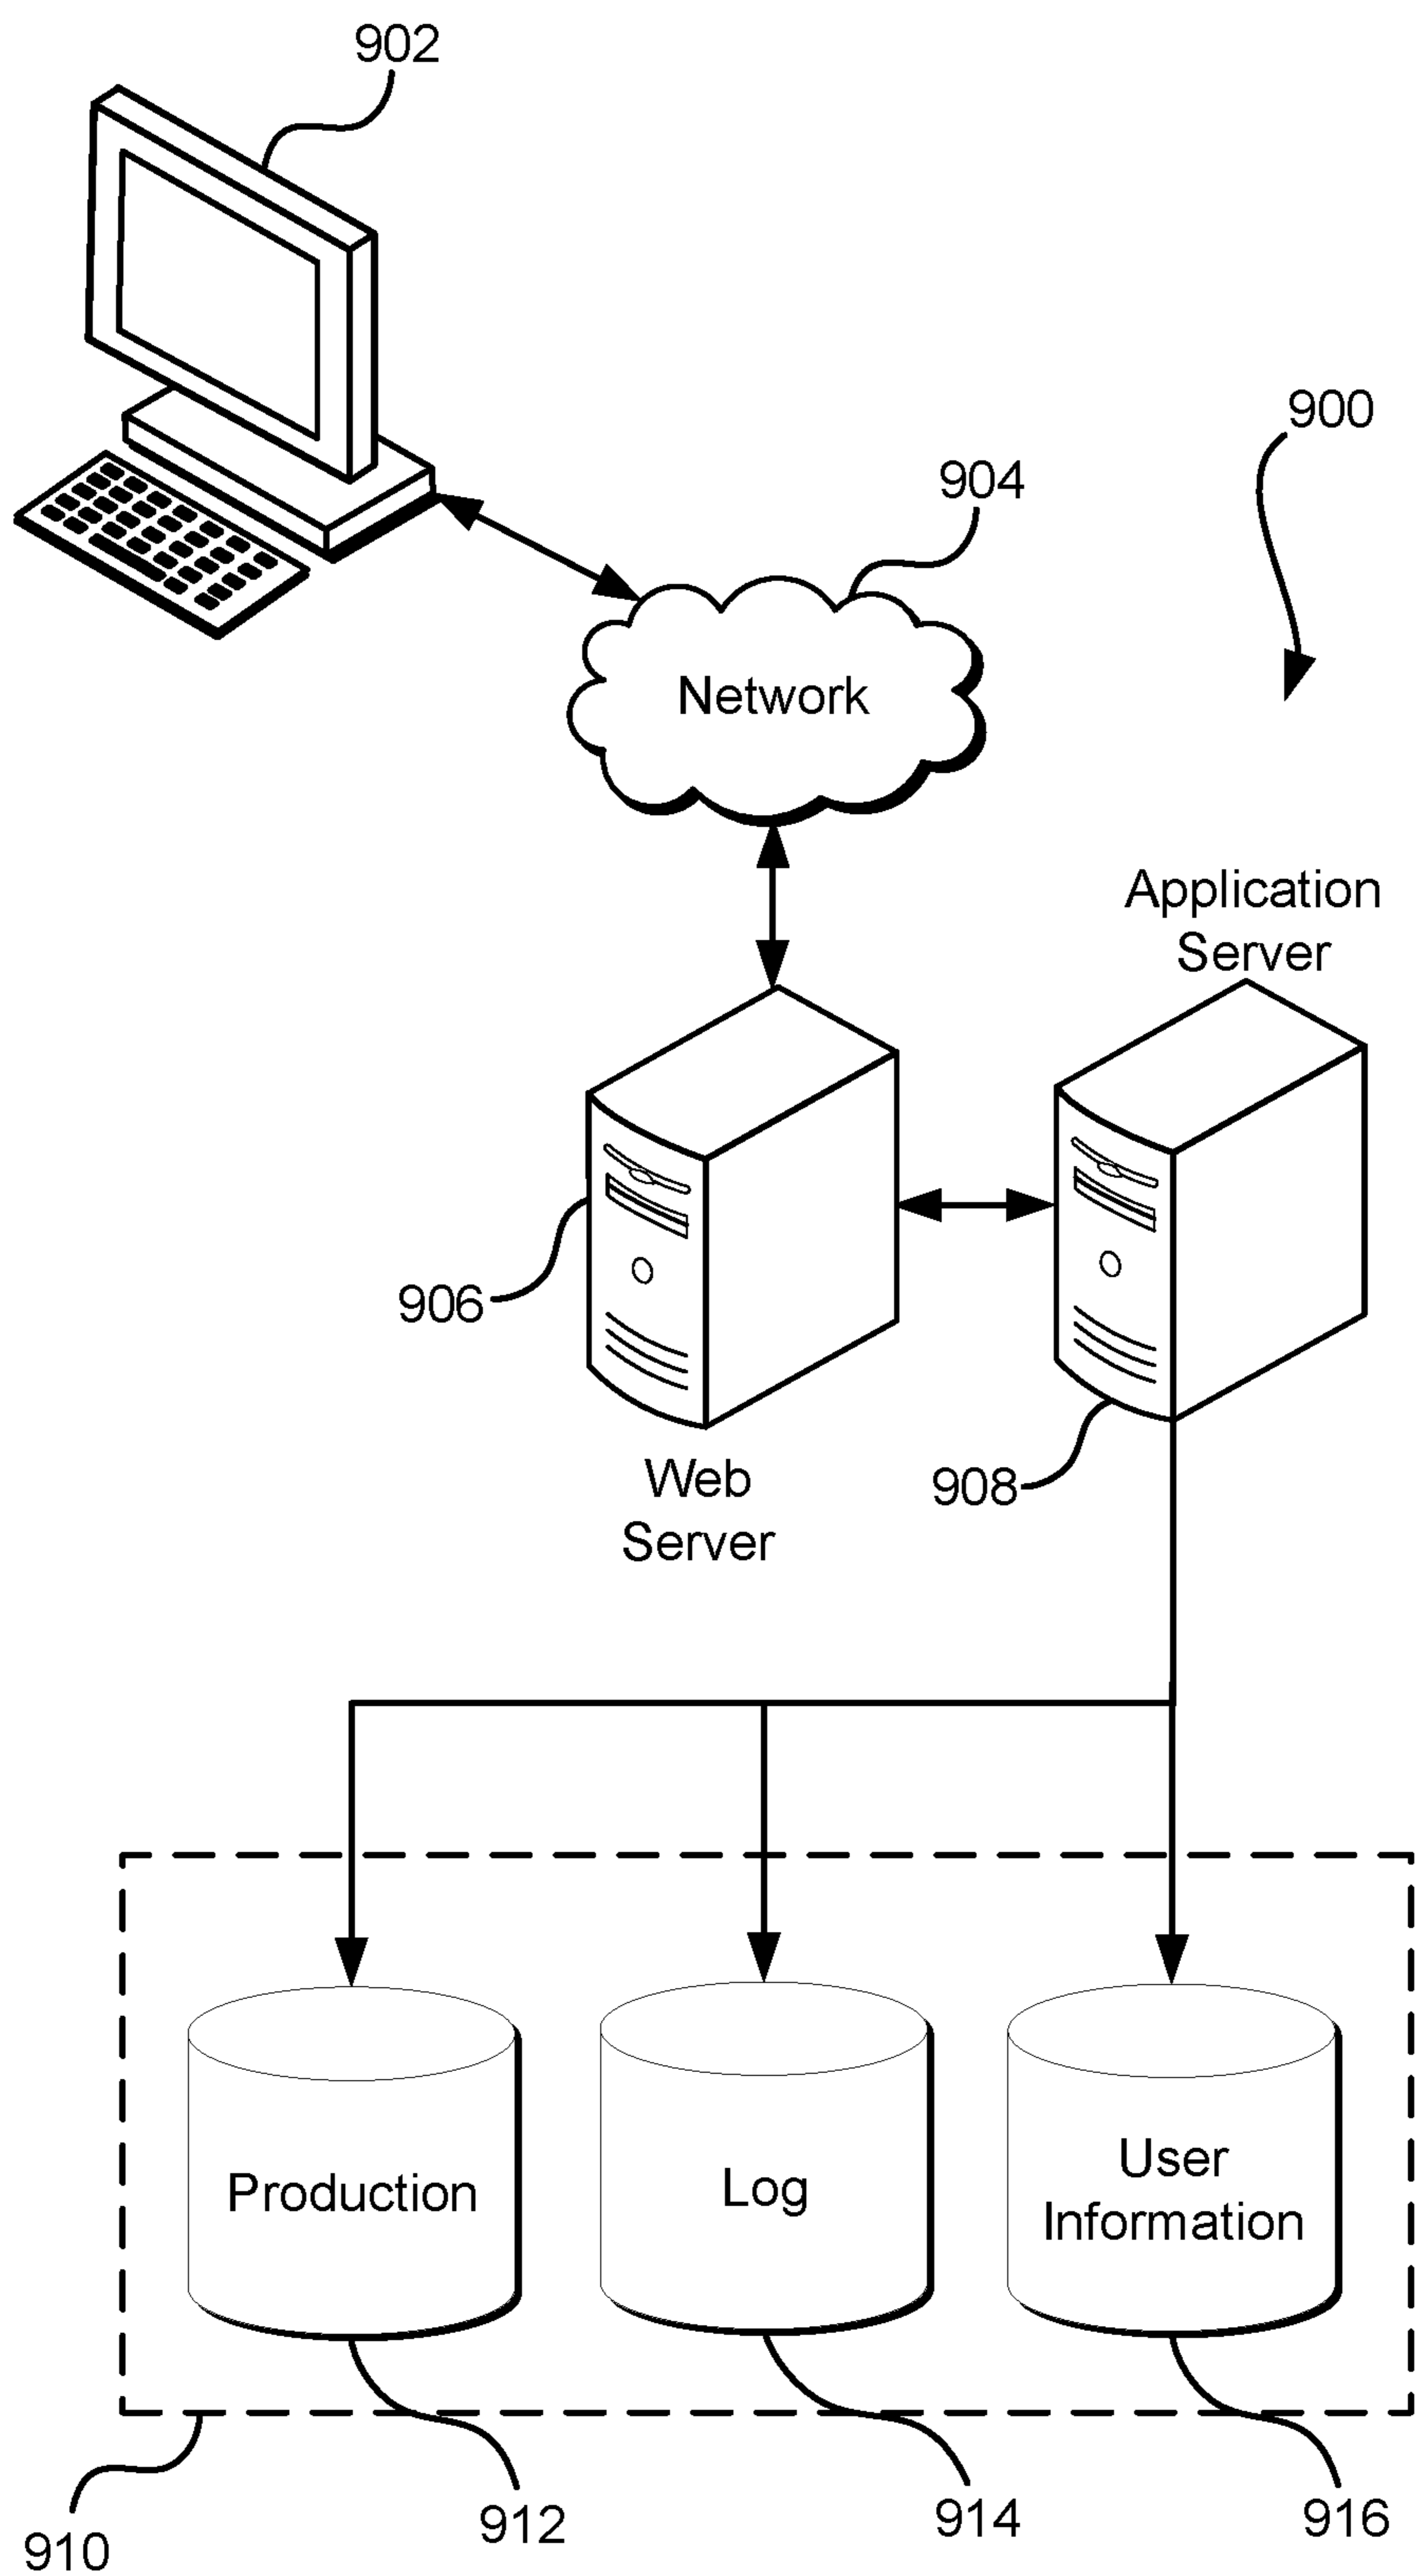 902
900
904
Network
Application
Server
906
908
Web
Server
Production
Log
User
Information
910
912
914
916